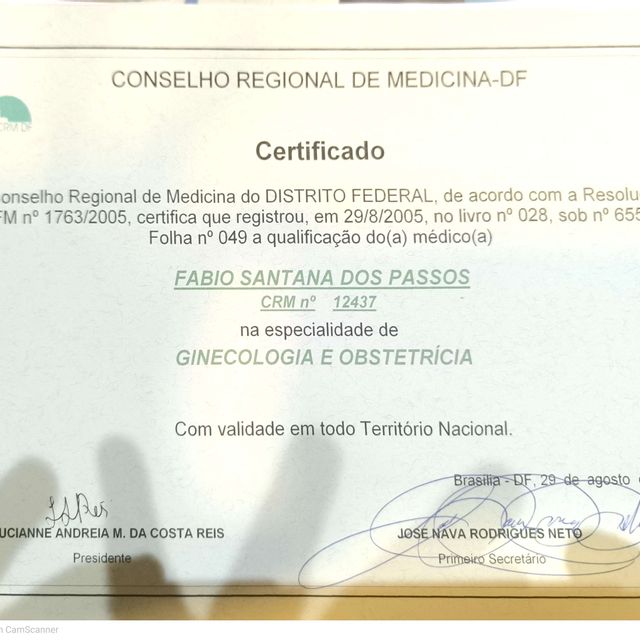 CONSELHO REGIONAL DE MEDICINA-DF
CRM DF
Certificado
onselho Regional de Medicina do DISTRITO FEDERAL, de acordo com a Resolu
FM nº 1763/2005, certifica que registrou, em 29/8/2005, no livro nº 028, sob nº 655
Folha nº 049 a qualificação do(a) médico(a)
FABIO SANTANA DOS PASSOS
CRM nº 12437
na especialidade de
GINECOLOGIA E OBSTETRÍCIA
Com validade em todo Território Nacional.
Brasília - DF, 29 de agosto
UCIANNE ANDREIA M. DA COSTA REIS
Presidente
JOSÉ NAVA RODRIGUES NETO
Primeiro Secretário
CamScanner